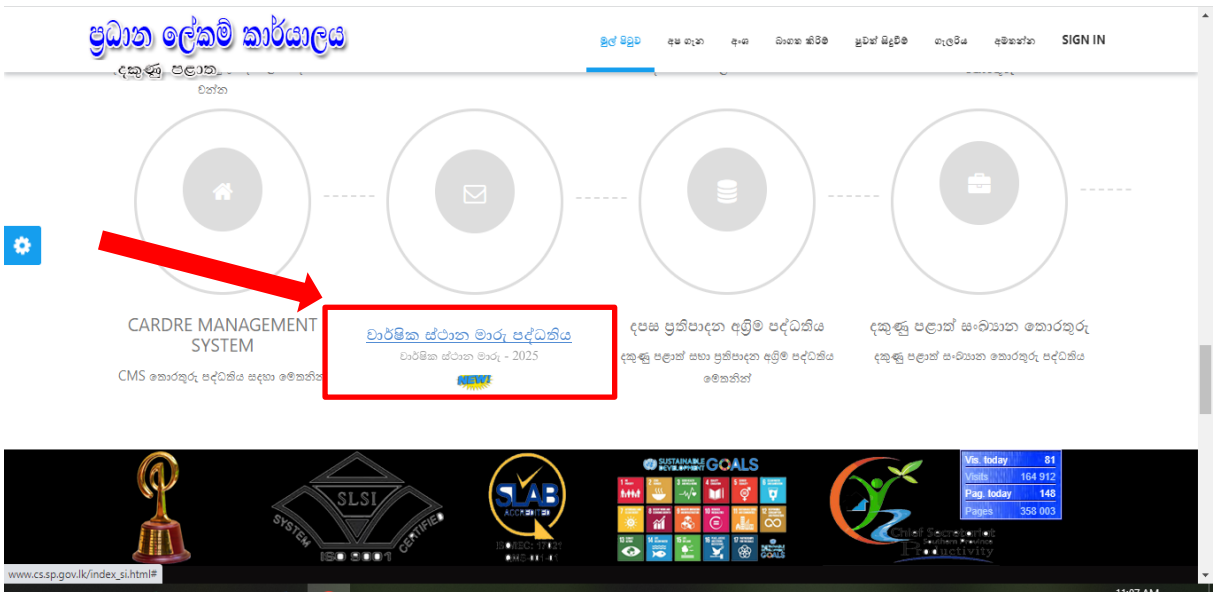 ප්‍රධාන ලේකම් කාර්යාලය
දකුණු පළාත
මුල් පිටුව අප ගැන අංශ බාගත කිරීම් පුවත් සිදුවීම් ගැලරිය අමතන්න SIGN IN
වන්න
CARDRE MANAGEMENT SYSTEM
CMS තොරතුරු පද්ධතිය සඳහා මෙතනින්
වාර්ෂික ස්ථාන මාරු පද්ධතිය
වාර්ෂික ස්ථාන මාරු - 2025
NEW!
දපස ප්‍රතිපාදන අග්‍රිම පද්ධතිය
දකුණු පළාත් සභා ප්‍රතිපාදන අග්‍රිම පද්ධතිය
මෙතනින්
දකුණු පළාත් සංඛ්‍යාන තොරතුරු
දකුණු පළාත් සංඛ්‍යාන තොරතුරු පද්ධතිය
SLSI
SYSTEM CERTIFIED
ISO 9001
SLAB
ACCREDITED
SUSTAINABLE DEVELOPMENT GOALS
Chief Secretariat
Southern Province
Productivity
Vis. today 81
Visits 164 912
Pag. today 148
Pages 358 003
www.cs.sp.gov.lk/index_si.html#